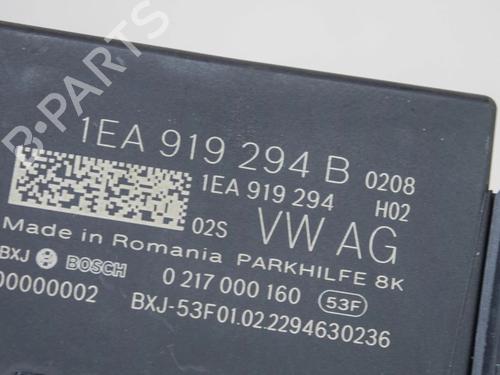 B-PARTS
1EA 919 294 B 0208
1EA 919 294 H02
02S VW AG
Made in Romania PARKHILFE 8K
BXJ BOSCH 0 217 000 160 53F
00000002 BXJ-53F01.02.2294630236